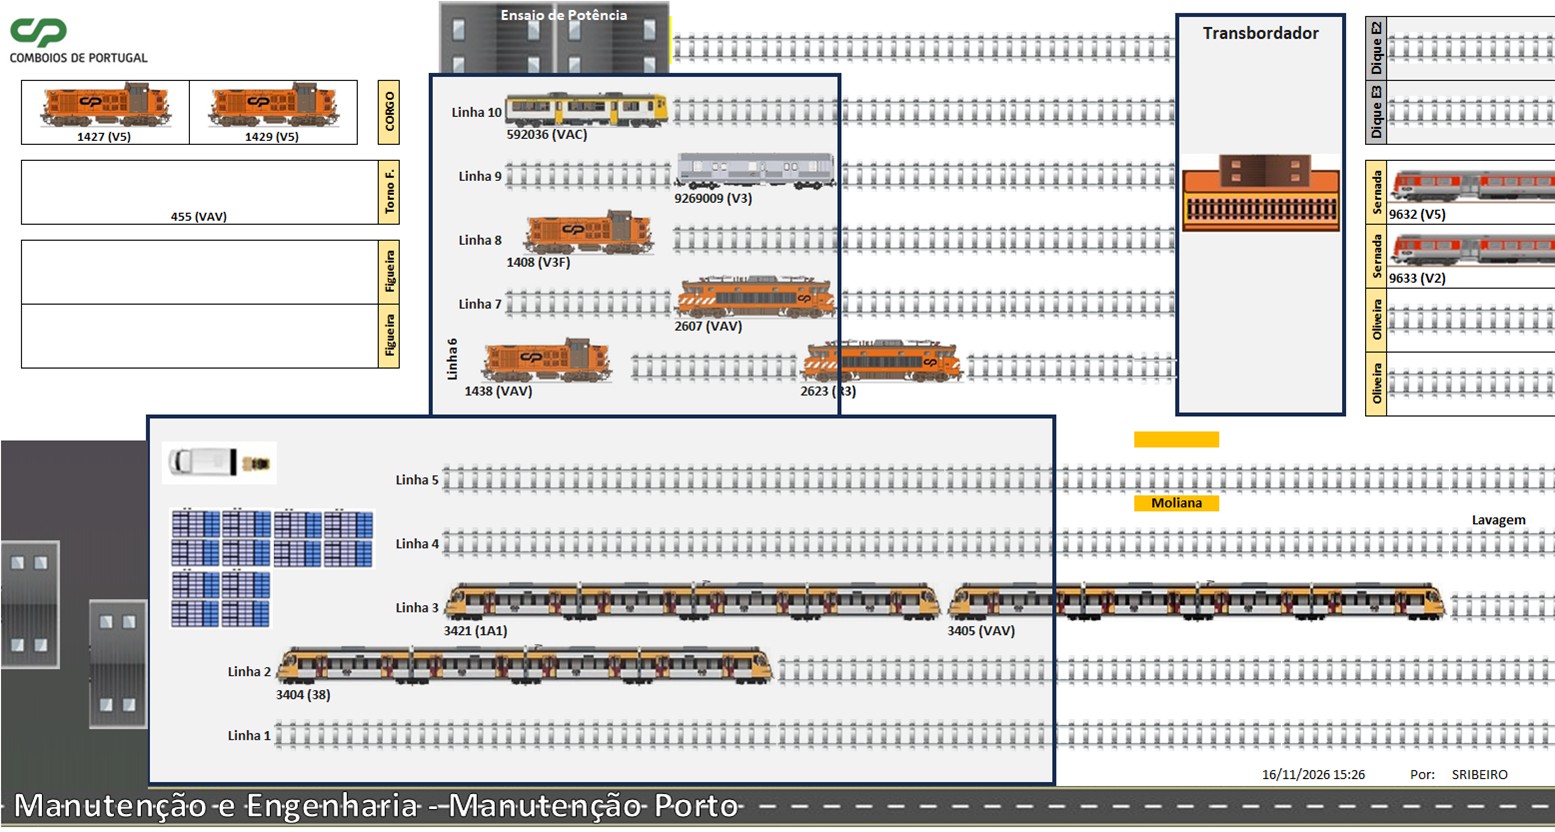 Ensaio de Potência
Transbordador
Dique E2
Dique E3
CP
COMBOIOS DE PORTUGAL
1427 (V5)
1429 (V5)
CORGO
455 (VAV)
Torno F.
Figueira
Figueira
Linha 10
592036 (VAC)
Linha 9
9269009 (V3)
Linha 8
1408 (V3F)
Linha 7
2607 (VAV)
Linha 6
1438 (VAV)
2623 (R3)
Sernada
9632 (V5)
Sernada
9633 (V2)
Oliveira
Oliveira
Linha 5
Moliana
Lavagem
Linha 4
Linha 3
3421 (1A1)
3405 (VAV)
Linha 2
3404 (38)
Linha 1
16/11/2026 15:26 Por: SRIBEIRO
Manutenção e Engenharia - Manutenção Porto